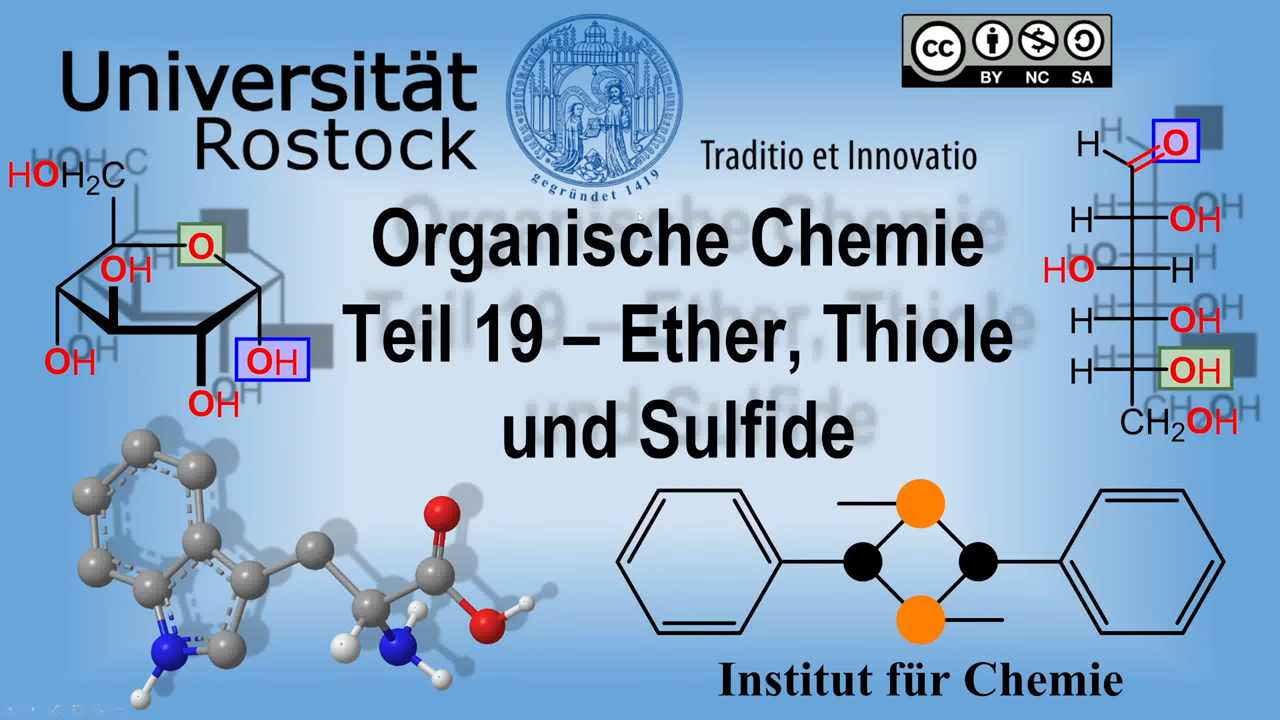 Universität
Rostock
gegründet 1419
Traditio et Innovatio
cc
BY NC SA
Organische Chemie
Teil 19 – Ether, Thiole
und Sulfide
HOH₂C
O
OH
OH
OH
OH
H
O
H
OH
HO
H
H
OH
H
OH
CH₂OH
N
H
Institut für Chemie